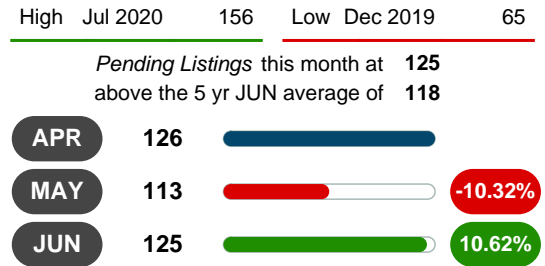 High Jul 2020 156 Low Dec 2019 65
Pending Listings this month at 125
above the 5 yr JUN average of 118
APR 126
MAY 113 -10.32%
JUN 125 10.62%